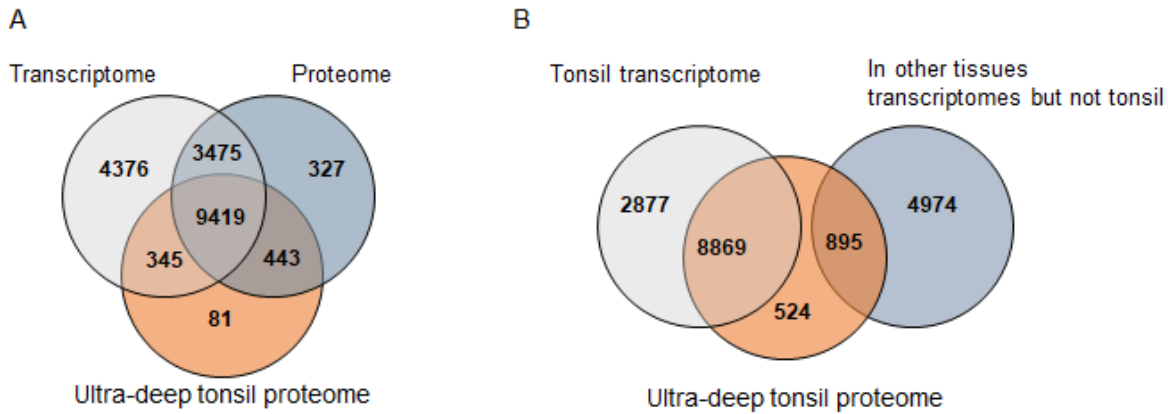 A
Transcriptome Proteome
4376 3475 327
9419
345 443
81
Ultra-deep tonsil proteome
B
Tonsil transcriptome
In other tissues
transcriptomes but not tonsil
2877 4974
8869 895
524
Ultra-deep tonsil proteome